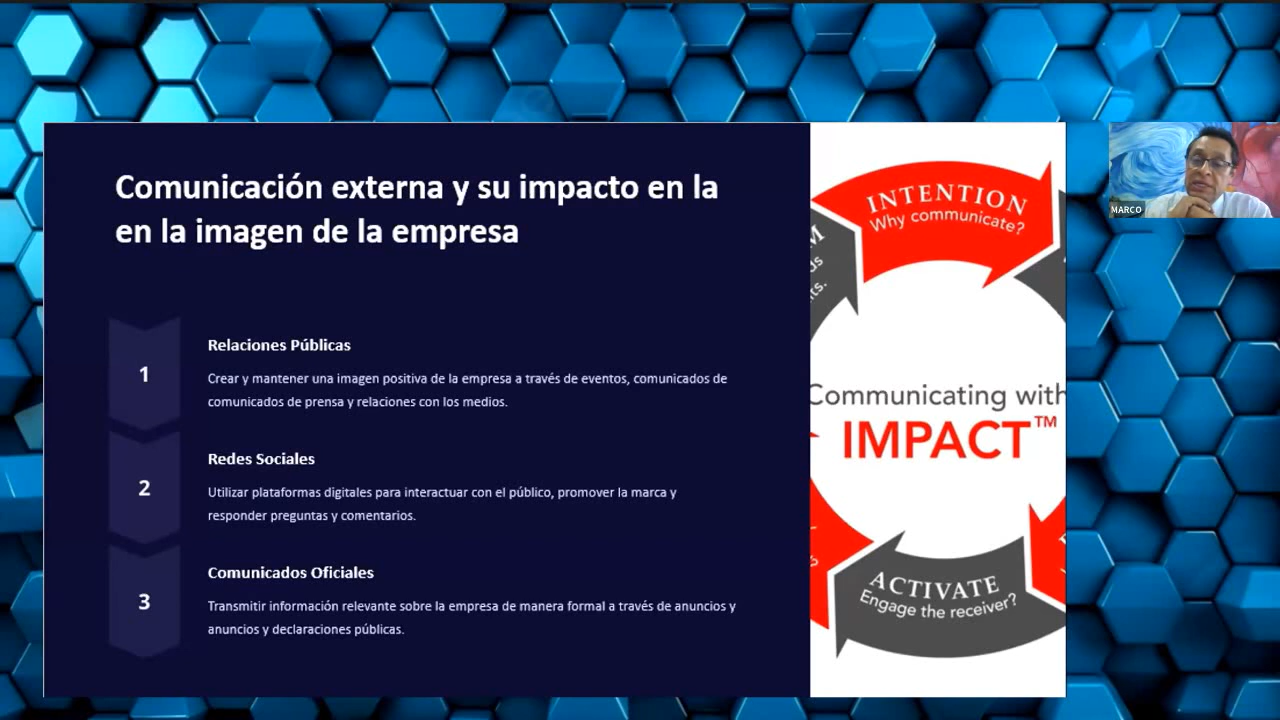 Comunicación externa y su impacto en la
en la imagen de la empresa
1
Relaciones Públicas
Crear y mantener una imagen positiva de la empresa a través de eventos, comunicados de
comunicados de prensa y relaciones con los medios.
2
Redes Sociales
Utilizar plataformas digitales para interactuar con el público, promover la marca y
responder preguntas y comentarios.
3
Comunicados Oficiales
Transmitir información relevante sobre la empresa de manera formal a través de anuncios y
anuncios y declaraciones públicas.
INTENTION
Why communicate?
Communicating with
IMPACT™
ACTIVATE
Engage the receiver?
MARCO